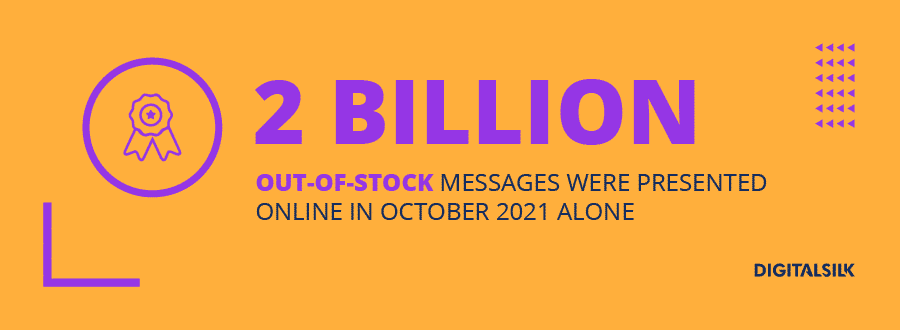 2 BILLION
OUT-OF-STOCK MESSAGES WERE PRESENTED
ONLINE IN OCTOBER 2021 ALONE
DIGITALSILK